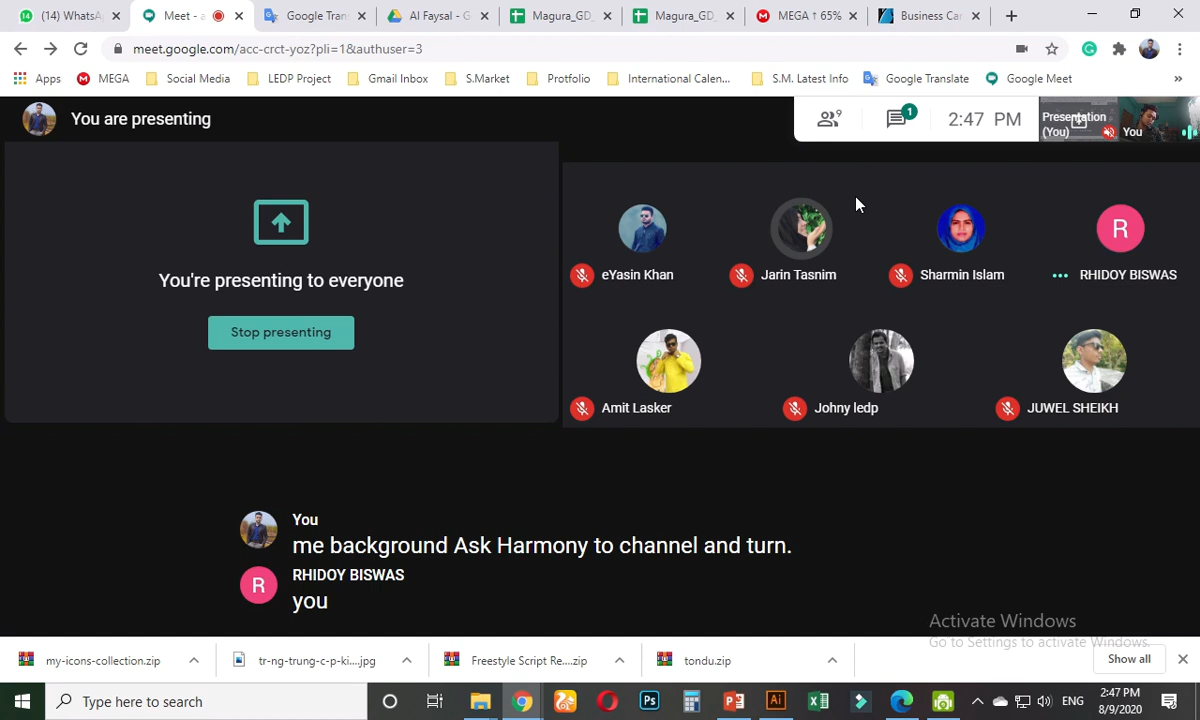 (14) WhatsA
Meet - a
Google Tran
Al Faysal - G
Magura_GD_
Magura_GD_
MEGA ↑ 65%
Business Car
meet.google.com/acc-crct-yoz?pli=1&authuser=3
Apps
MEGA
Social Media
LEDP Project
Gmail Inbox
S.Market
Protfolio
International Calen...
S.M. Latest Info
Google Translate
Google Meet
»
You are presenting
9
1
2:47 PM
Presentation
(You)
You
You're presenting to everyone
Stop presenting
eYasin Khan
Jarin Tasnim
Sharmin Islam
R
RHIDOY BISWAS
Amit Lasker
Johny ledp
JUWEL SHEIKH
You
me background Ask Harmony to channel and turn.
R
RHIDOY BISWAS
you
Activate Windows
Go to Settings to activate Windows.
my-icons-collection.zip
tr-ng-trung-c-p-ki....jpg
Freestyle Script Re....zip
tondu.zip
Show all
Type here to search
Ps
Ai
ENG
2:47 PM
8/9/2020